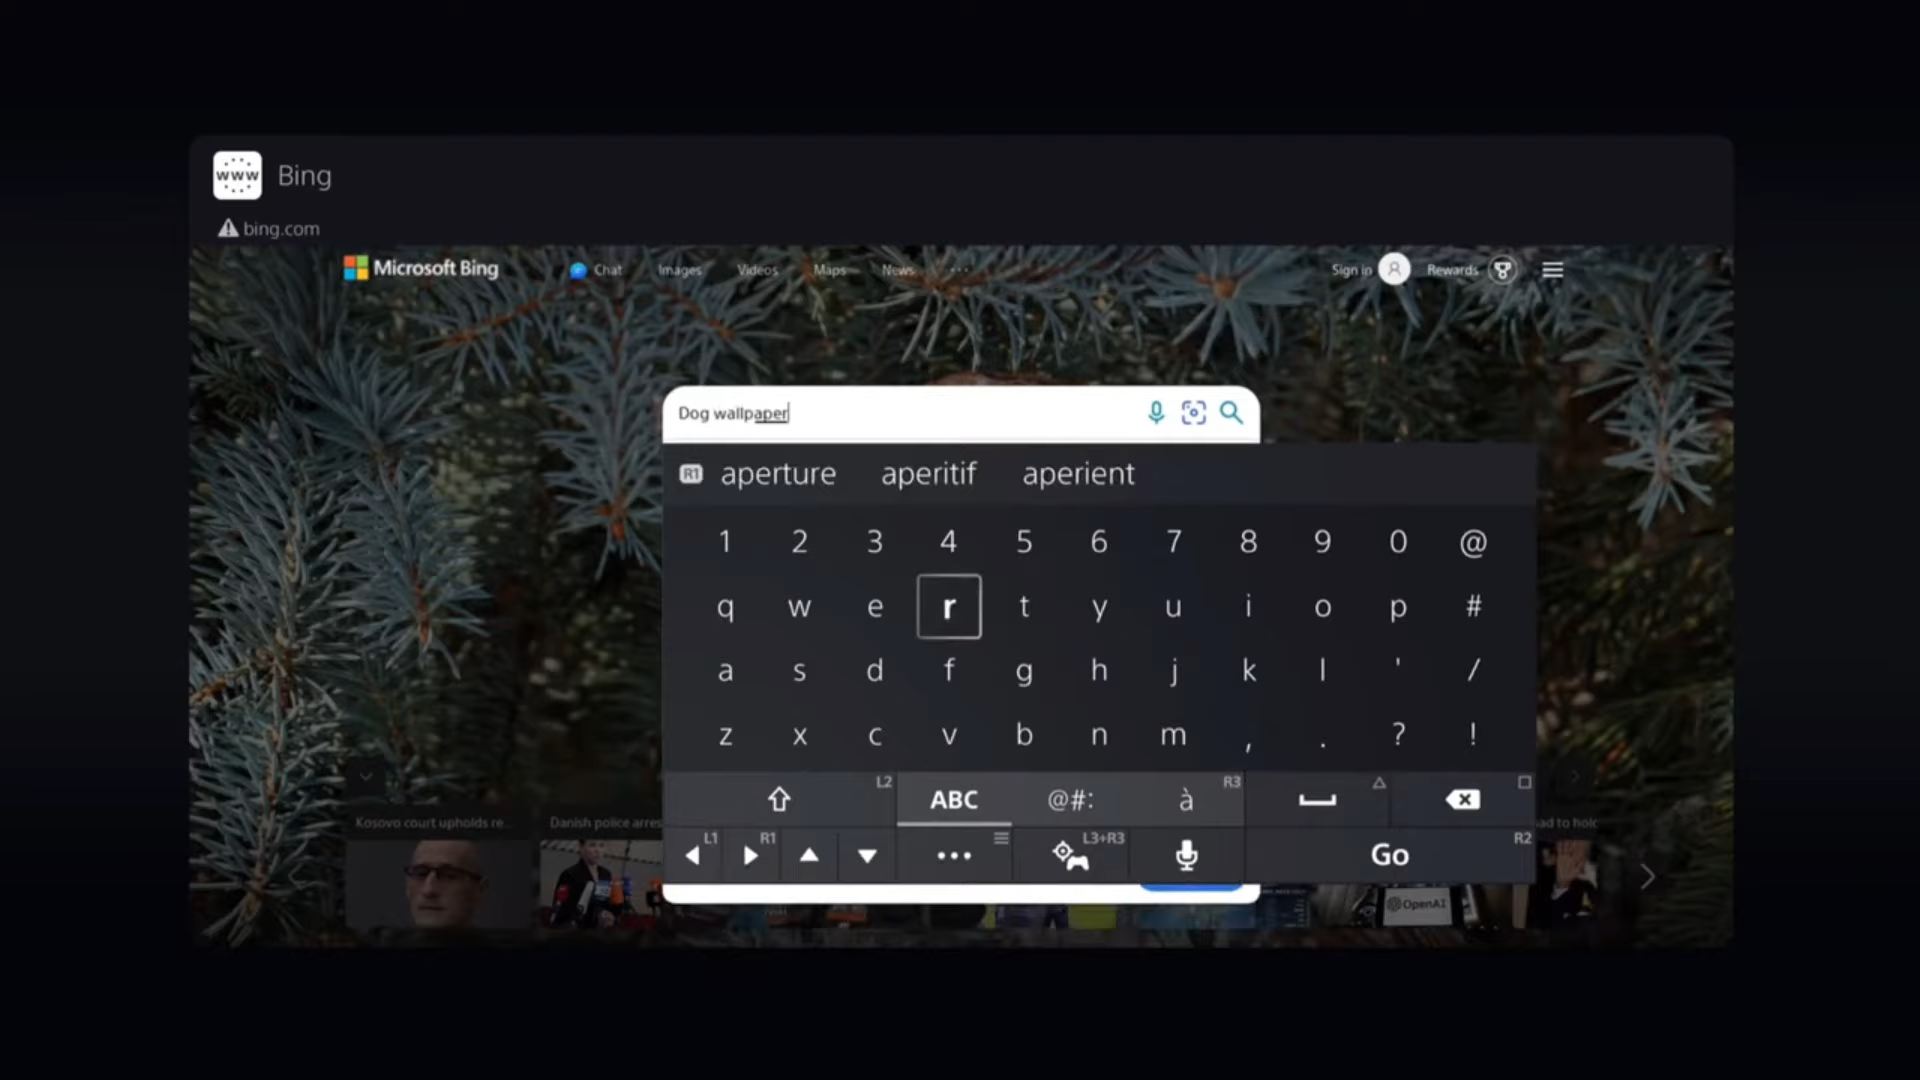 www Bing
bing.com
Microsoft Bing Chat Images Videos Maps News ... Sign in Rewards
Dog wallpaper
R1 aperture aperitif aperient
1 2 3 4 5 6 7 8 9 0 @
q w e r t y u i o p #
a s d f g h j k l ' /
z x c v b n m , . ? !
L2 ABC @#: à R3
L1 R1 ... L3+R3 Go R2
Kosovo court upholds re... Danish police arres
OpenAI